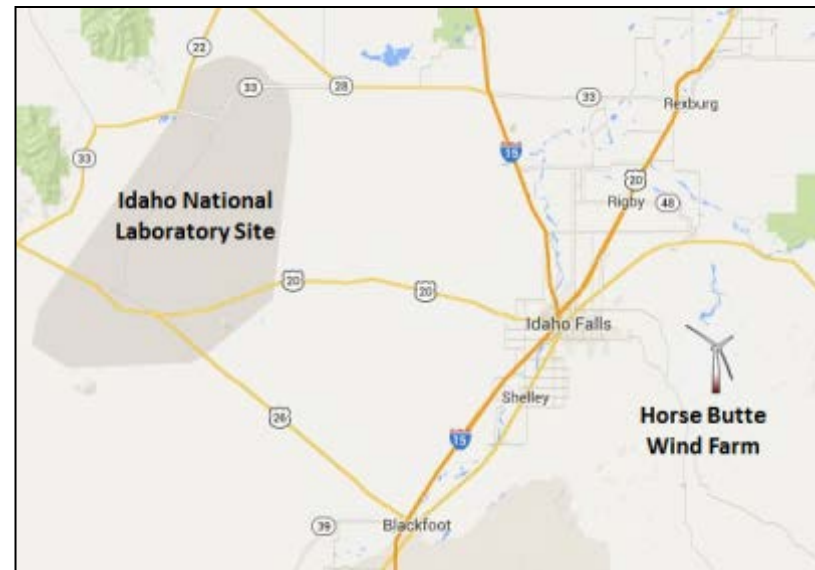 22
33
28
33
Rexburg
33
15
Idaho National
Laboratory Site
20
Rigby
48
20
20
Idaho Falls
Shelley
Horse Butte
Wind Farm
26
15
39
Blackfoot